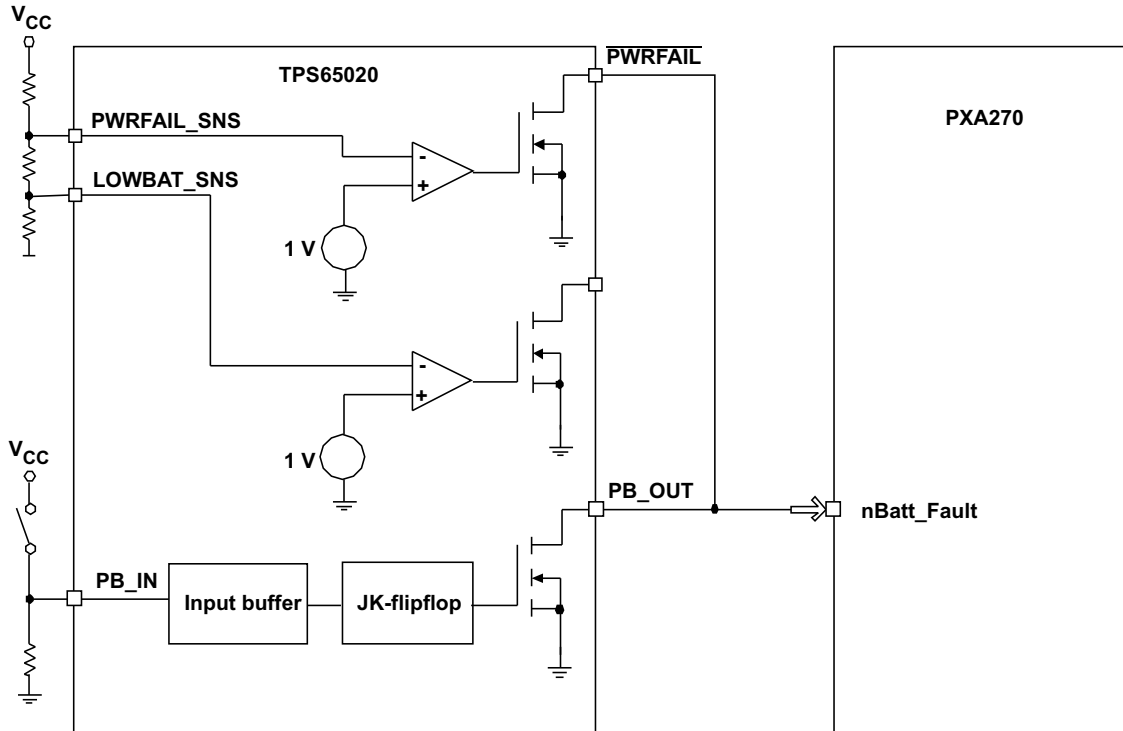 VCC
TPS65020
PWRFAIL
PXA270
PWRFAIL_SNS
LOWBAT_SNS
-
+
1 V
-
+
1 V
VCC
PB_OUT
nBatt_Fault
PB_IN
Input buffer
JK-flipflop